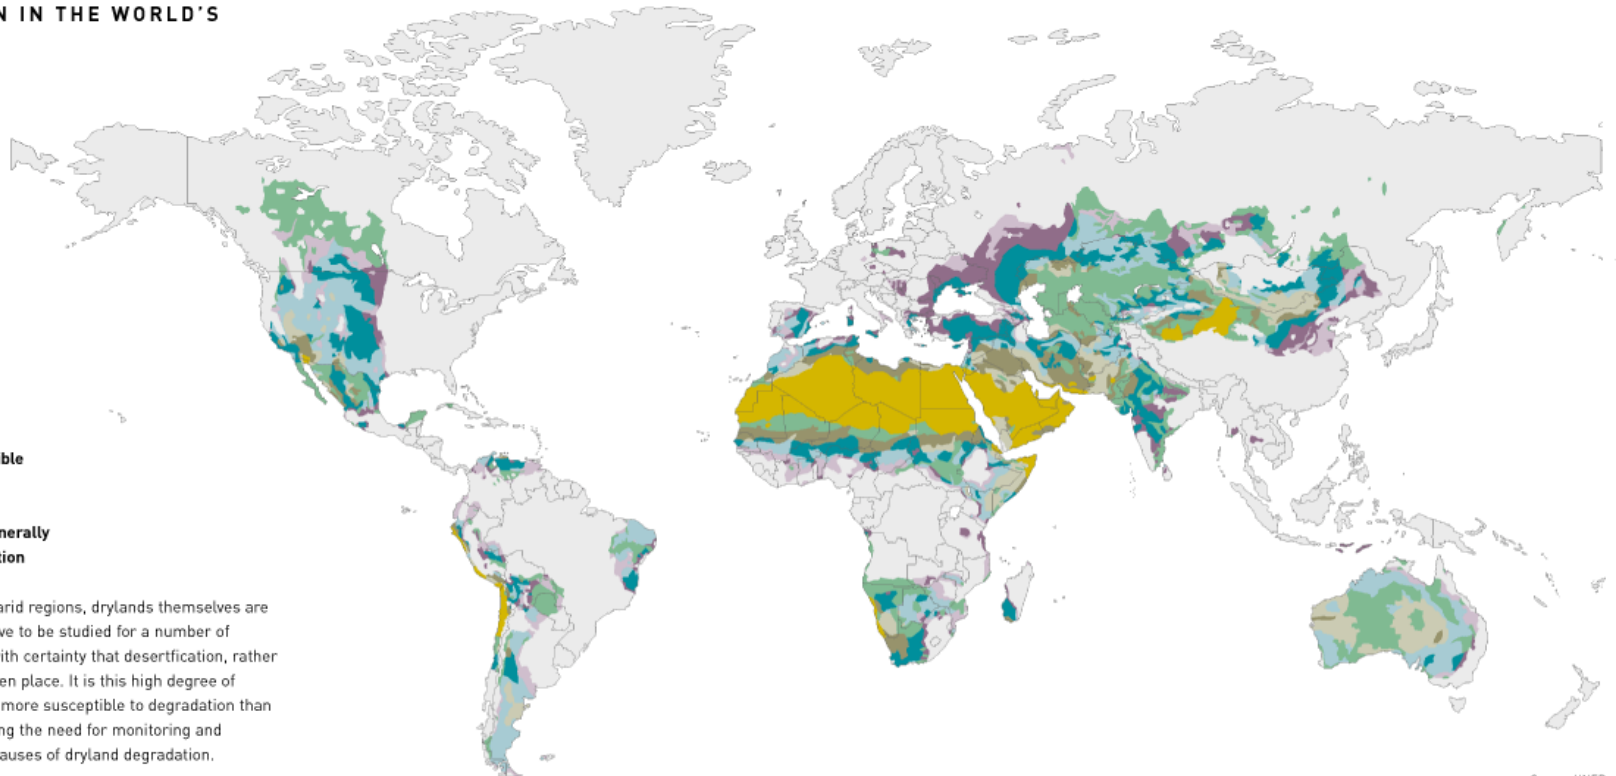 N IN THE WORLD'S
ible
nerally
tion
arid regions, drylands themselves are
ve to be studied for a number of
ith certainty that desertfication, rather
en place. It is this high degree of
more susceptible to degradation than
ng the need for monitoring and
auses of dryland degradation.